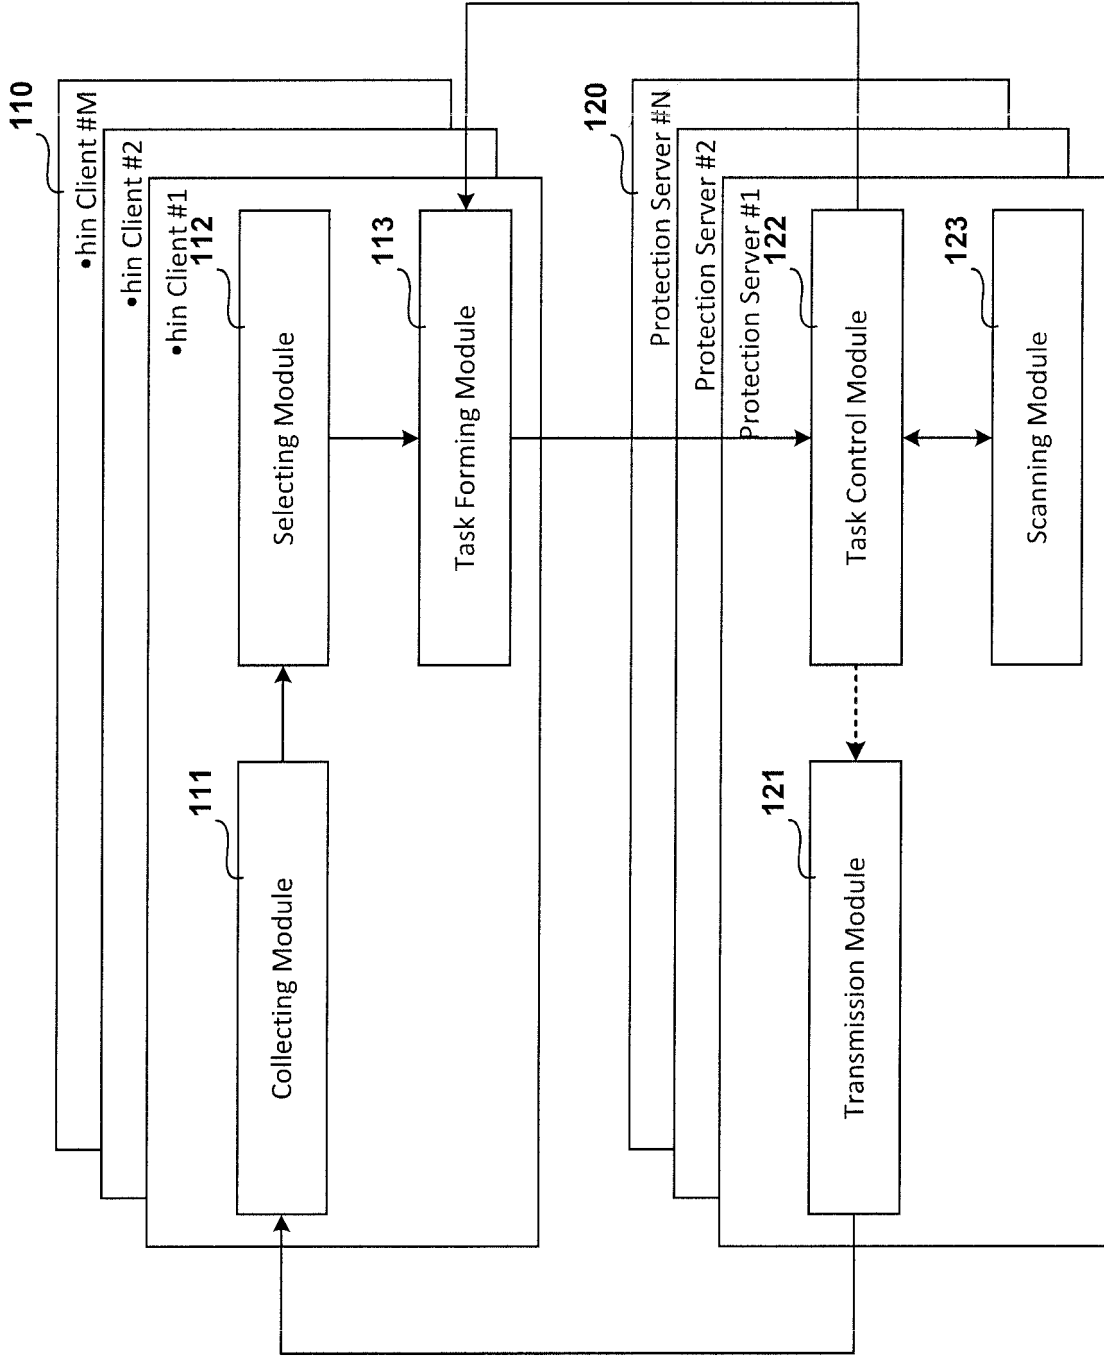 110
•hin Client #M
•hin Client #2
•hin Client #1
111
Collecting Module
112
Selecting Module
113
Task Forming Module
120
Protection Server #N
Protection Server #2
Protection Server #1
121
Transmission Module
122
Task Control Module
123
Scanning Module